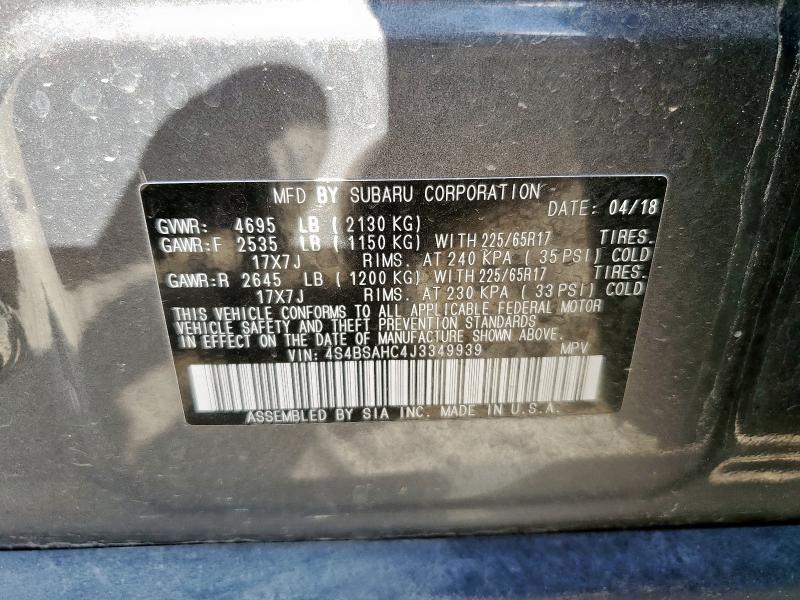 MFD BY SUBARU CORPORATION
DATE: 04/18
GVWR: 4695 LB ( 2130 KG)
GAWR:F 2535 LB ( 1150 KG) WITH 225/65R17 TIRES.
17X7J RIMS. AT 240 KPA ( 35 PSI) COLD
GAWR:R 2645 LB ( 1200 KG) WITH 225/65R17 TIRES.
17X7J RIMS. AT 230 KPA ( 33 PSI) COLD
THIS VEHICLE CONFORMS TO ALL APPLICABLE FEDERAL MOTOR
VEHICLE SAFETY AND THEFT PREVENTION STANDARDS
IN EFFECT ON THE DATE OF MANUFACTURE SHOWN ABOVE.
VIN: 4S4BSAHC4J3349939 MPV
ASSEMBLED BY SIA INC. MADE IN U.S.A.